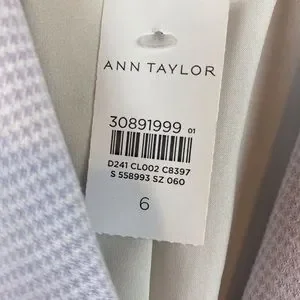 ANN TAYLOR
30891999 01
D241 CL002 C8397
S 558993 SZ 060
6